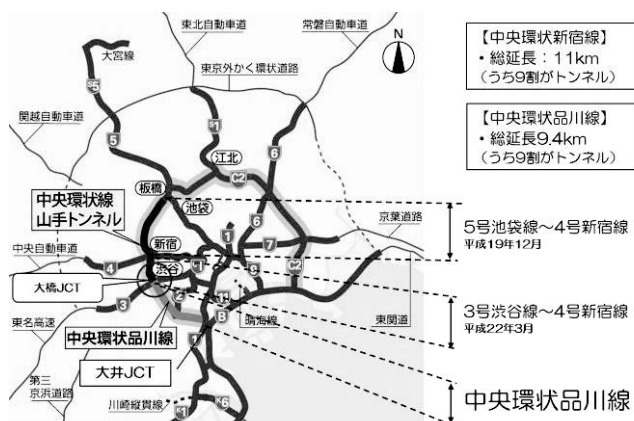 東北自動車道
常磐自動車道
大宮線
東京外かく環状道路
N
関越自動車道
S5
S1
5
6
江北
C2
板橋
池袋
中央環状線
山手トンネル
1
6
7
京葉道路
新宿
中央自動車道
4
C1
9
C2
渋谷
大橋JCT
3
2
11
晴海線
東関道
B
東名高速
中央環状品川線
1
大井JCT
第三
京浜道路
川崎縦貫線
K1
K6
【中央環状新宿線】
・総延長：11km
(うち9割がトンネル)
【中央環状品川線】
・総延長9.4km
(うち9割がトンネル)
5号池袋線～4号新宿線
平成19年12月
3号渋谷線～4号新宿線
平成22年3月
中央環状品川線